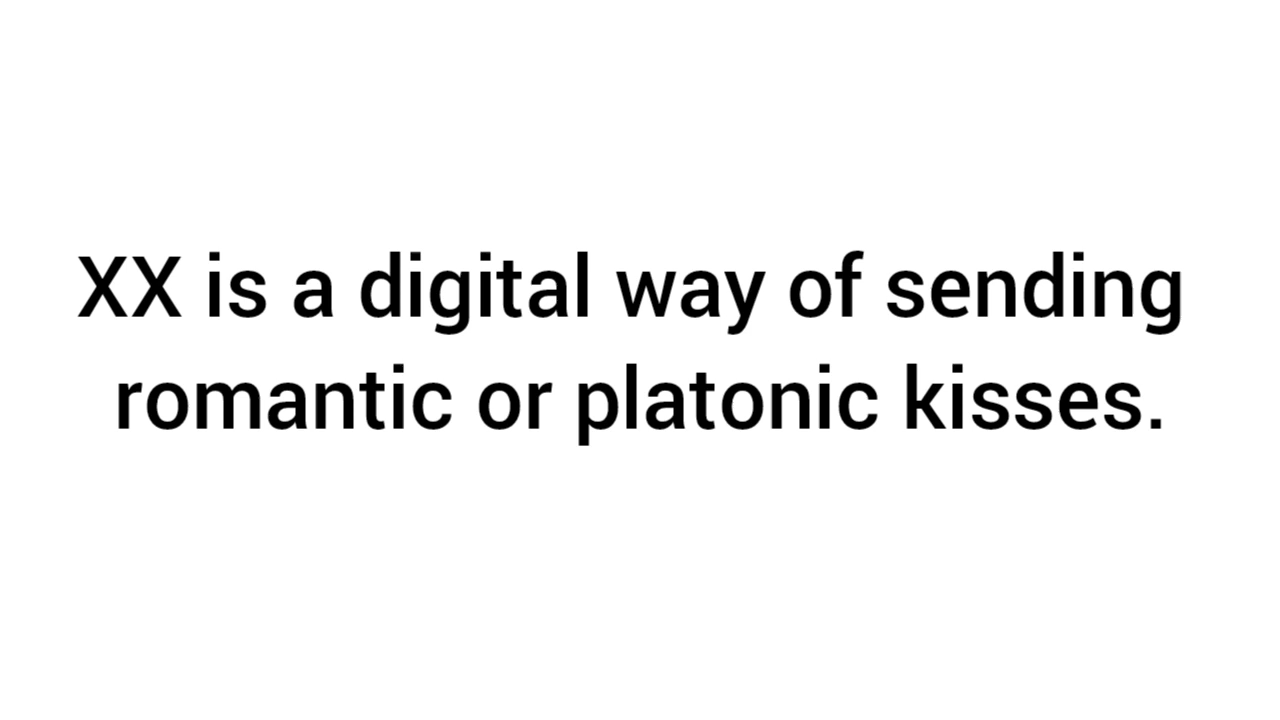 XX is a digital way of sending
romantic or platonic kisses.